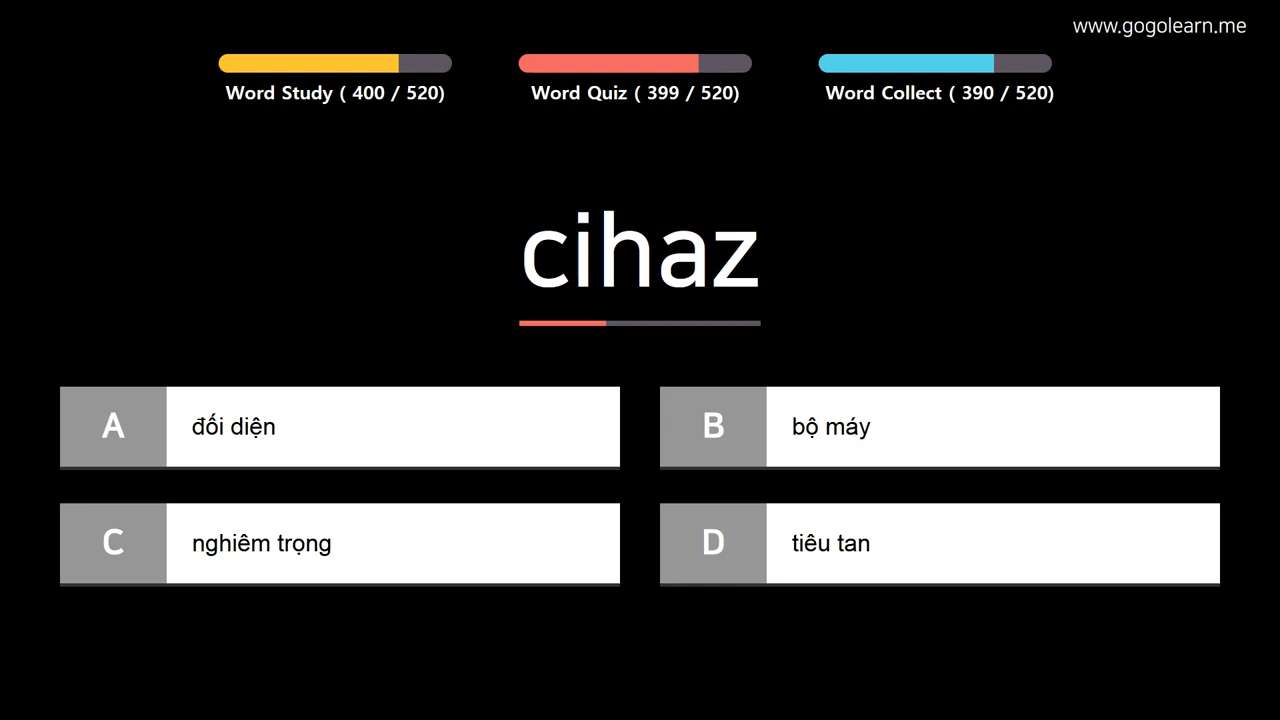 www.gogolearn.me
Word Study ( 400 / 520)
Word Quiz ( 399 / 520)
Word Collect ( 390 / 520)
cihaz
A đối diện
B bộ máy
C nghiêm trọng
D tiêu tan